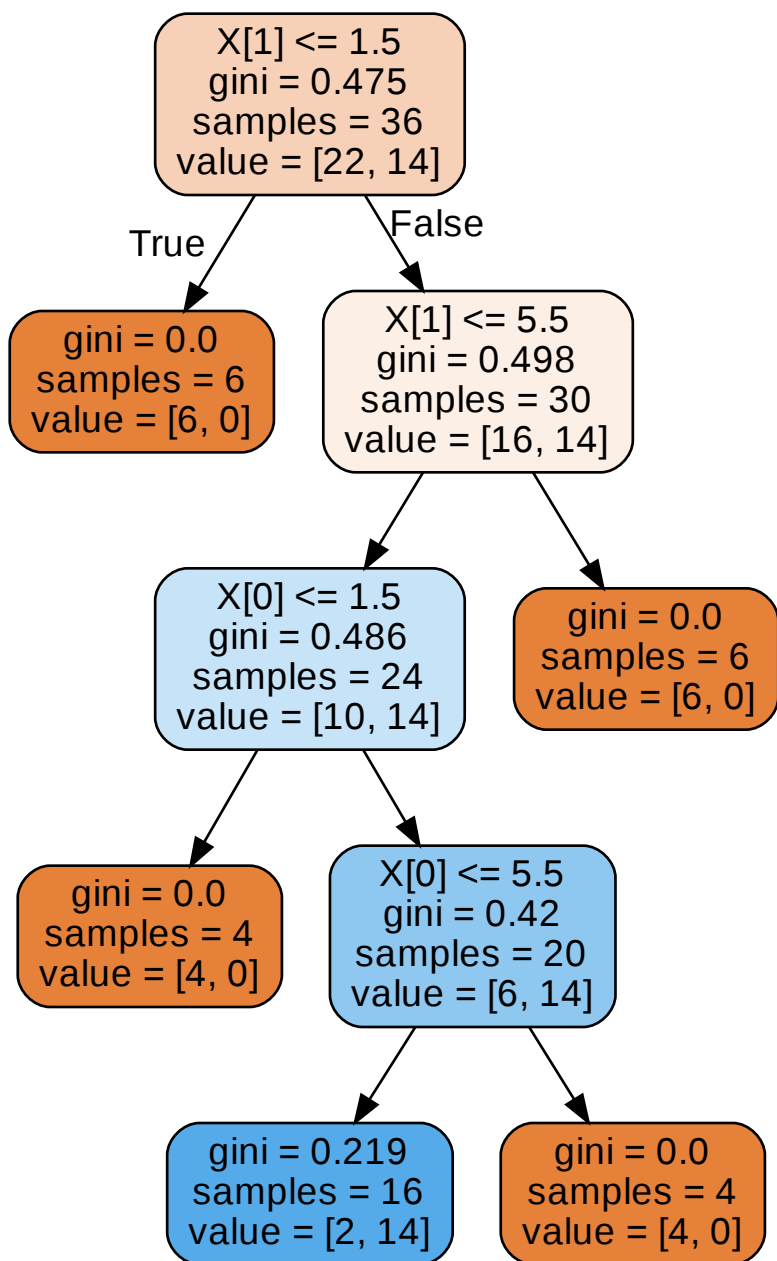 X[1] <= 1.5
gini = 0.475
samples = 36
value = [22, 14]
True
False
gini = 0.0
samples = 6
value = [6, 0]
X[1] <= 5.5
gini = 0.498
samples = 30
value = [16, 14]
X[0] <= 1.5
gini = 0.486
samples = 24
value = [10, 14]
gini = 0.0
samples = 6
value = [6, 0]
gini = 0.0
samples = 4
value = [4, 0]
X[0] <= 5.5
gini = 0.42
samples = 20
value = [6, 14]
gini = 0.219
samples = 16
value = [2, 14]
gini = 0.0
samples = 4
value = [4, 0]